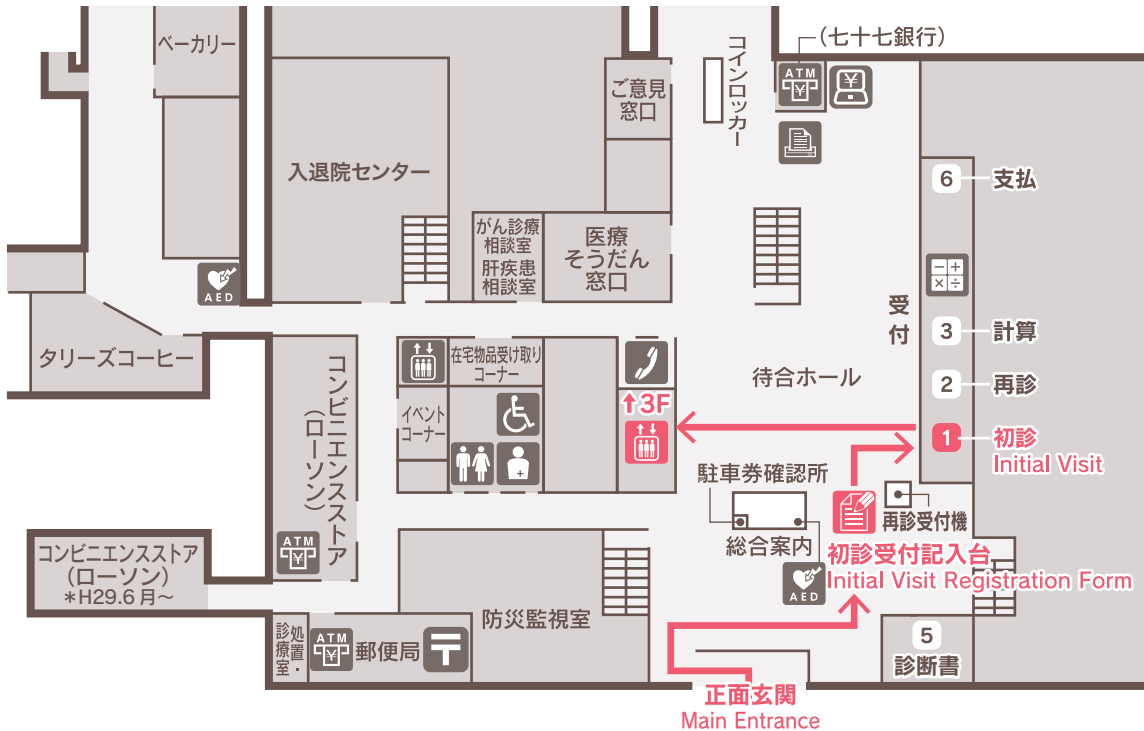 ベーカリー
入退院センター
ご意見
窓口
コインロッカー
(七十七銀行)
ATM
¥
¥
6
支払
がん診療
相談室
肝疾患
相談室
医療
そうだん
窓口
AED
− +
× ÷
受付
3
計算
2
再診
1
初診
Initial Visit
タリーズコーヒー
コンビニエンスストア
(ローソン)
ATM
¥
在宅物品受け取り
コーナー
イベント
コーナー
↑3F
待合ホール
駐車券確認所
総合案内
再診受付機
初診受付記入台
Initial Visit Registration Form
AED
コンビニエンスストア
(ローソン)
*H29.6月~
防災監視室
処置・
診療室
ATM
¥
郵便局
〒
5
診断書
正面玄関
Main Entrance